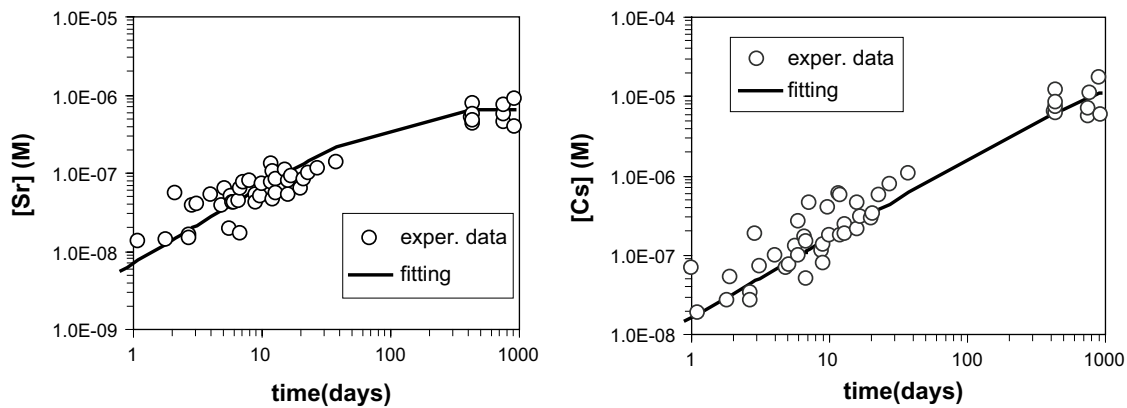 1.0E-05
1.0E-06
1.0E-07
1.0E-08
1.0E-09
[Sr] (M)
exper. data
fitting
1 10 100 1000
time(days)
1.0E-04
1.0E-05
1.0E-06
1.0E-07
1.0E-08
[Cs] (M)
exper. data
fitting
1 10 100 1000
time(days)